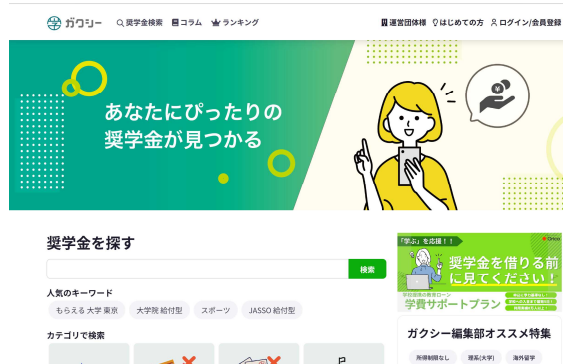 ガクシー
奨学金検索 コラム ランキング
運営団体様 はじめての方 ログイン/会員登録
あなたにぴったりの
奨学金が見つかる
奨学金を探す
検索
人気のキーワード
もらえる 大学 東京 大学院 給付型 スポーツ JASSO 給付型
カテゴリで検索
「学ぶ」を応援！！
Orico
奨学金を借りる前
に見てください!
学費サポートプラン
ガクシー編集部オススメ特集
所得制限なし 理系(大学) 海外留学